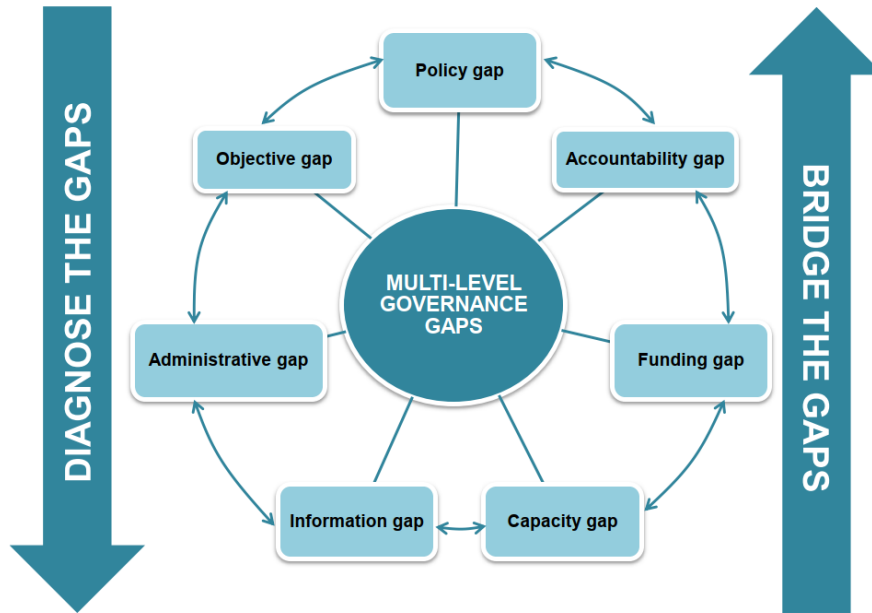 DIAGNOSE THE GAPS
Policy gap
Objective gap
Accountability gap
MULTI-LEVEL
GOVERNANCE
GAPS
Administrative gap
Funding gap
Information gap
Capacity gap
BRIDGE THE GAPS